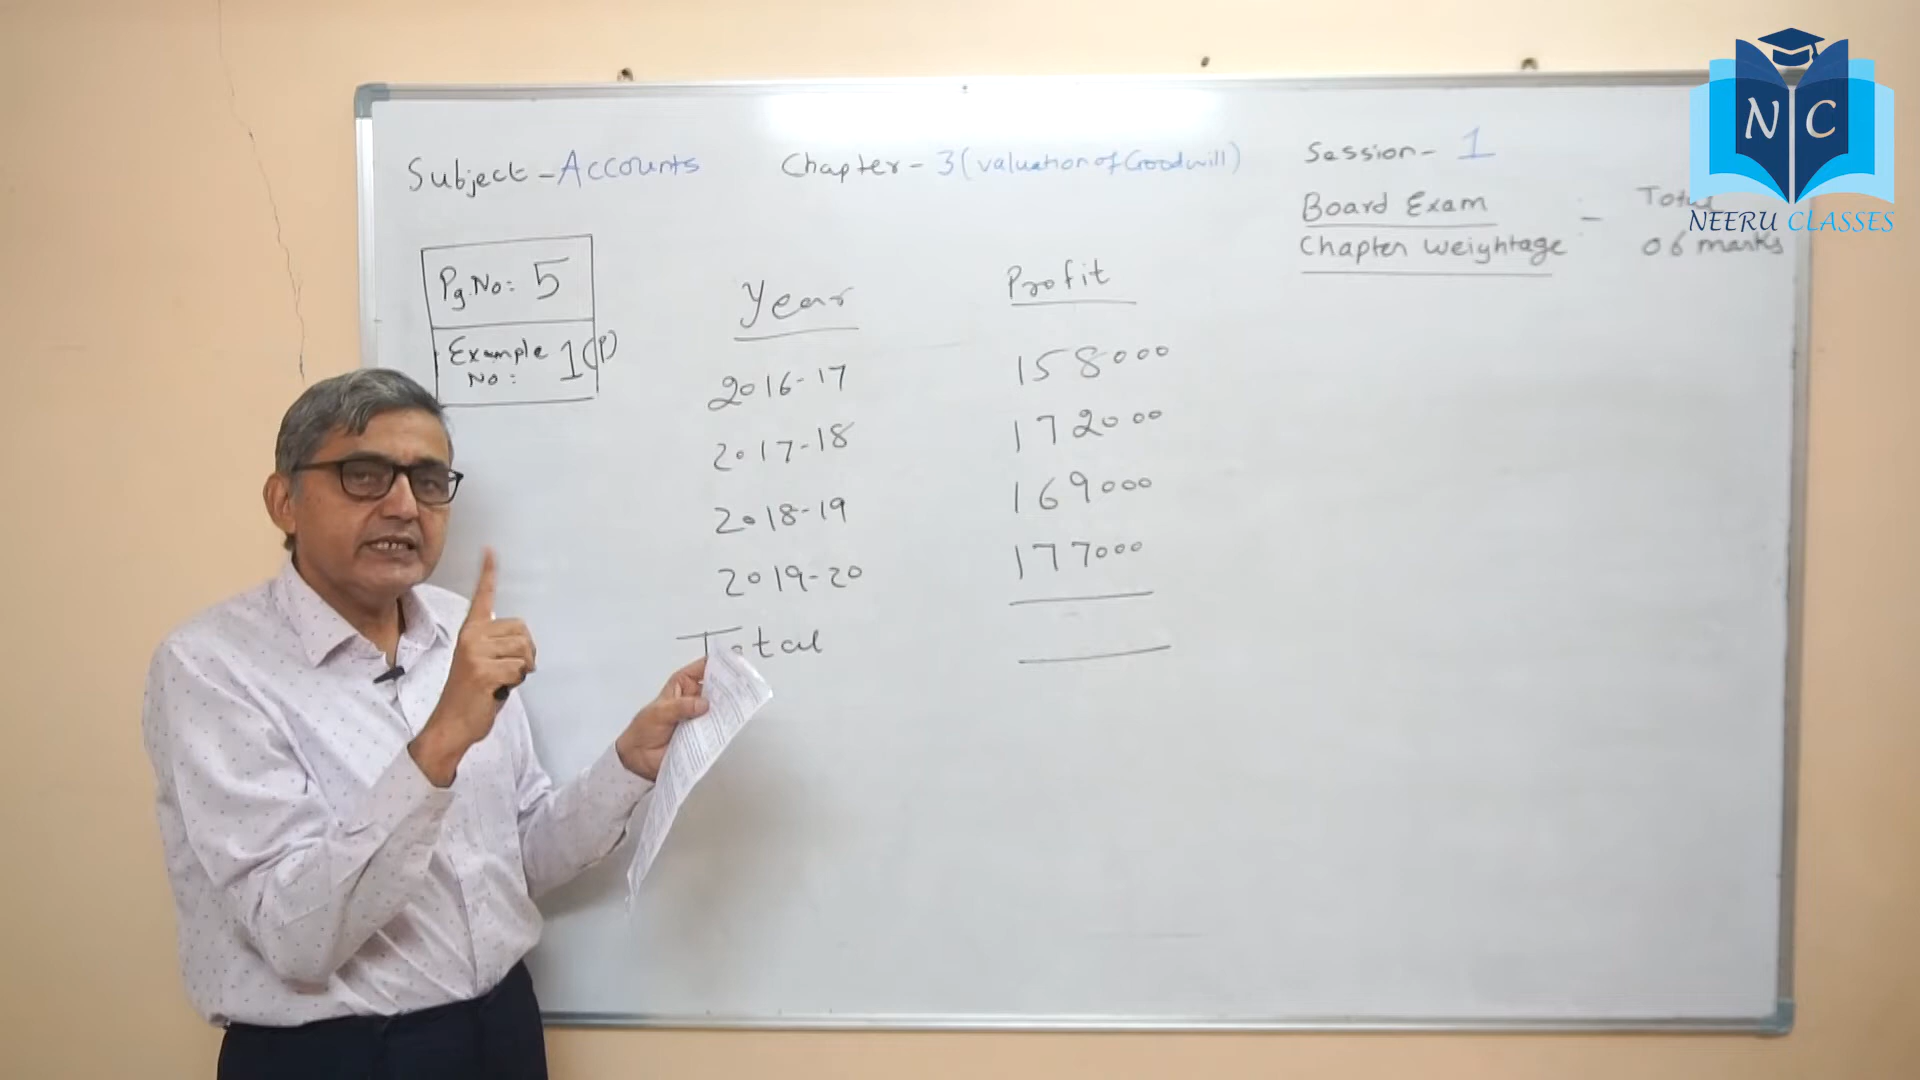 Subject - Accounts
Chapter - 3 (valuation of Goodwill)
Session - 1
Board Exam
Chapter weightage - Total
06 marks
N C
NEERU CLASSES
Pg. No: 5
Example
No: 1(P)
Year Profit
2016-17 158000
2017-18 172000
2018-19 169000
2019-20 177000
Total